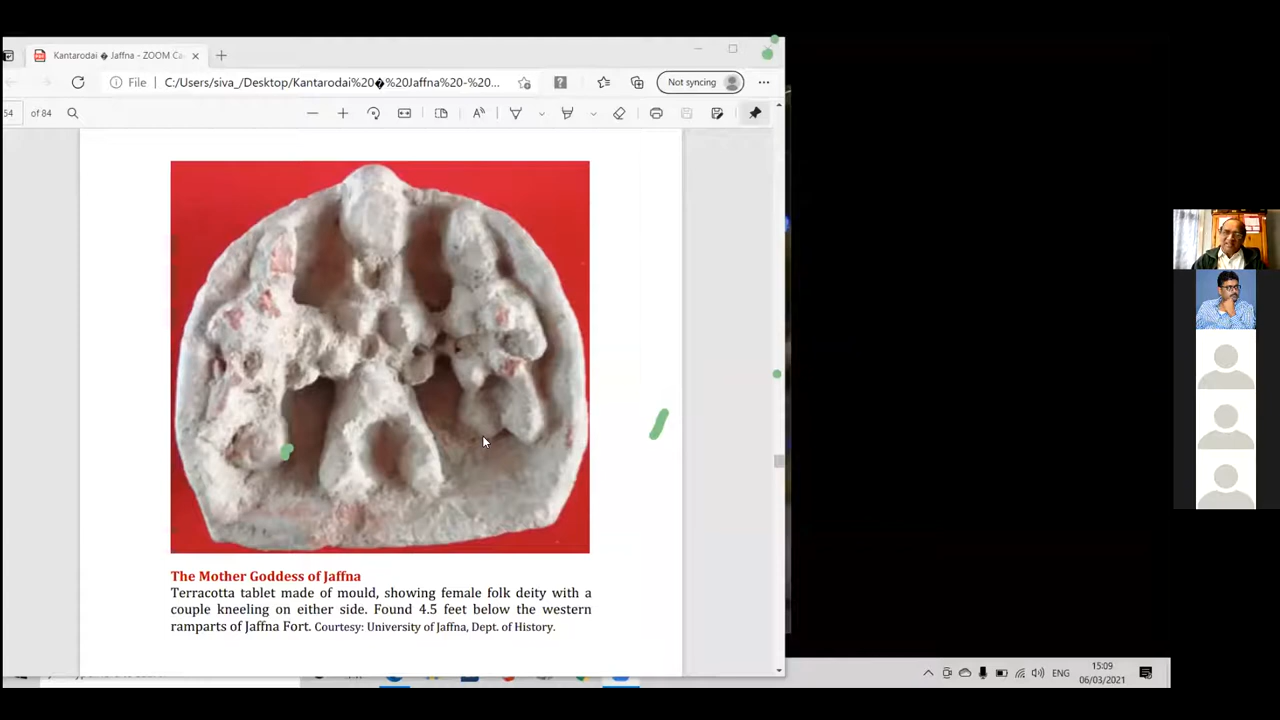 Kantarodai � Jaffna - ZOOM Ca
File
C:/Users/siva_/Desktop/Kantarodai%20�%20Jaffna%20-%20...
Not syncing
54 of 84
The Mother Goddess of Jaffna
Terracotta tablet made of mould, showing female folk deity with a
couple kneeling on either side. Found 4.5 feet below the western
ramparts of Jaffna Fort. Courtesy: University of Jaffna, Dept. of History.
ENG
15:09
06/03/2021